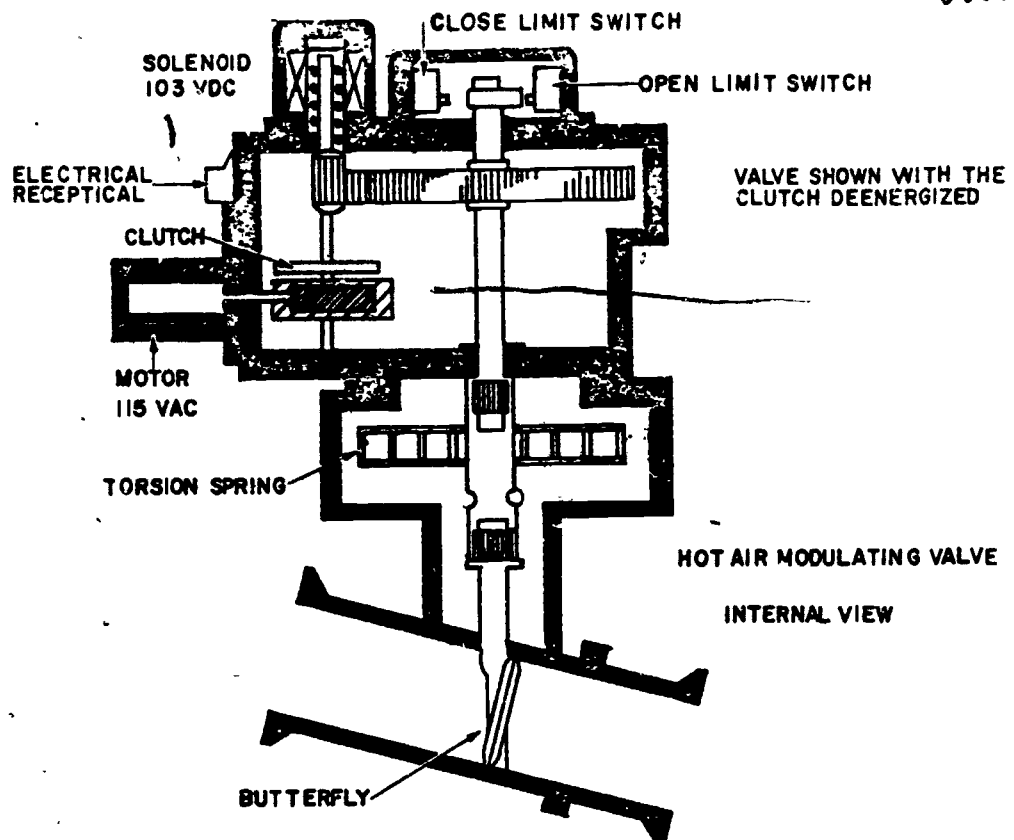 CLOSE LIMIT SWITCH
SOLENOID
103 VDC
OPEN LIMIT SWITCH
ELECTRICAL
RECEPTICAL
VALVE SHOWN WITH THE
CLUTCH DEENERGIZED
CLUTCH
MOTOR
115 VAC
TORSION SPRING
HOT AIR MODULATING VALVE
INTERNAL VIEW
BUTTERFLY